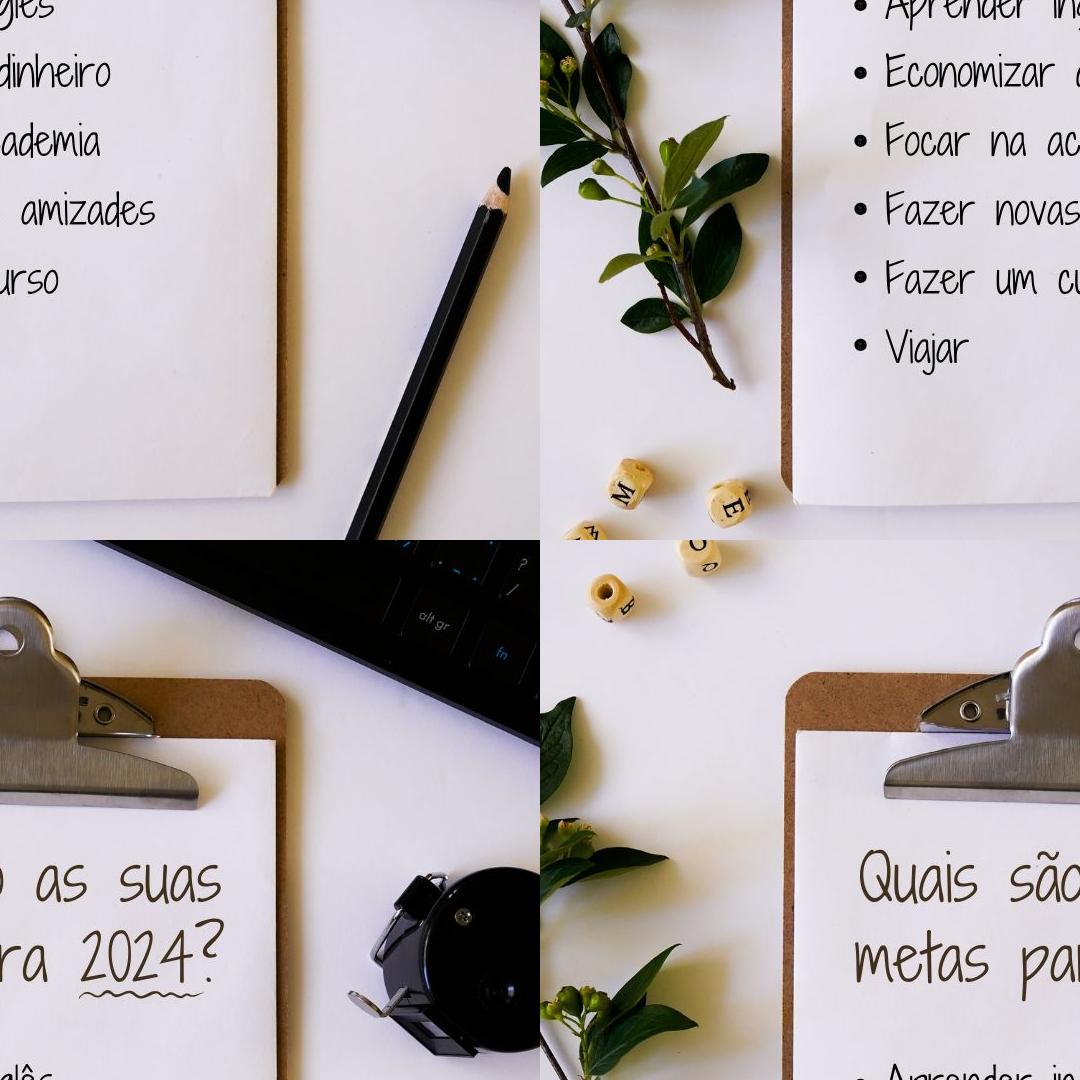 glês
dinheiro
ademia
amizades
urso
• Aprender ing
• Economizar
• Focar na ac
• Fazer novas
• Fazer um cu
• Viajar
M
E
?
/
alt gr
fn
as suas
ra 2024?
glês
B
Quais são
metas par
• Aprender in